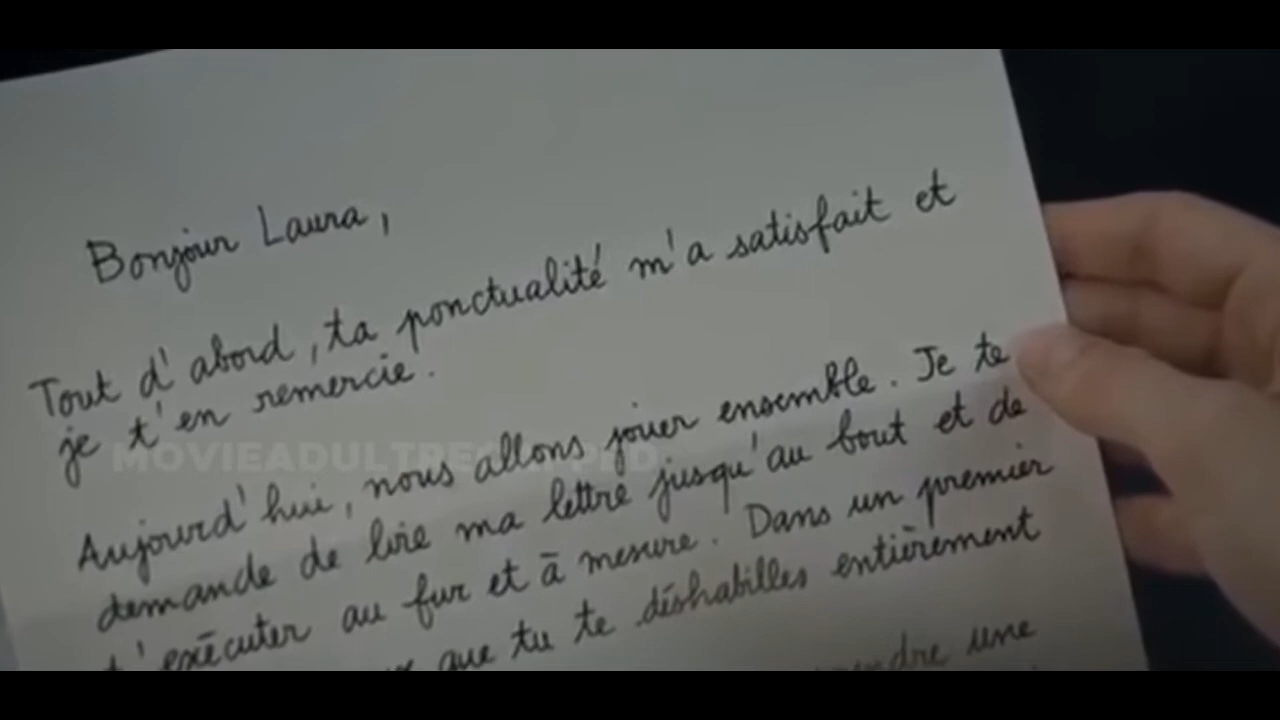 Bonjour Laura,
Tout d'abord, ta ponctualité m'a satisfait et
je t'en remercie.
Aujourd'hui, nous allons jouer ensemble. Je te
demande de lire ma lettre jusqu'au bout et de
t'exécuter au fur et à mesure. Dans un premier
que tu te déshabilles entièrement
une